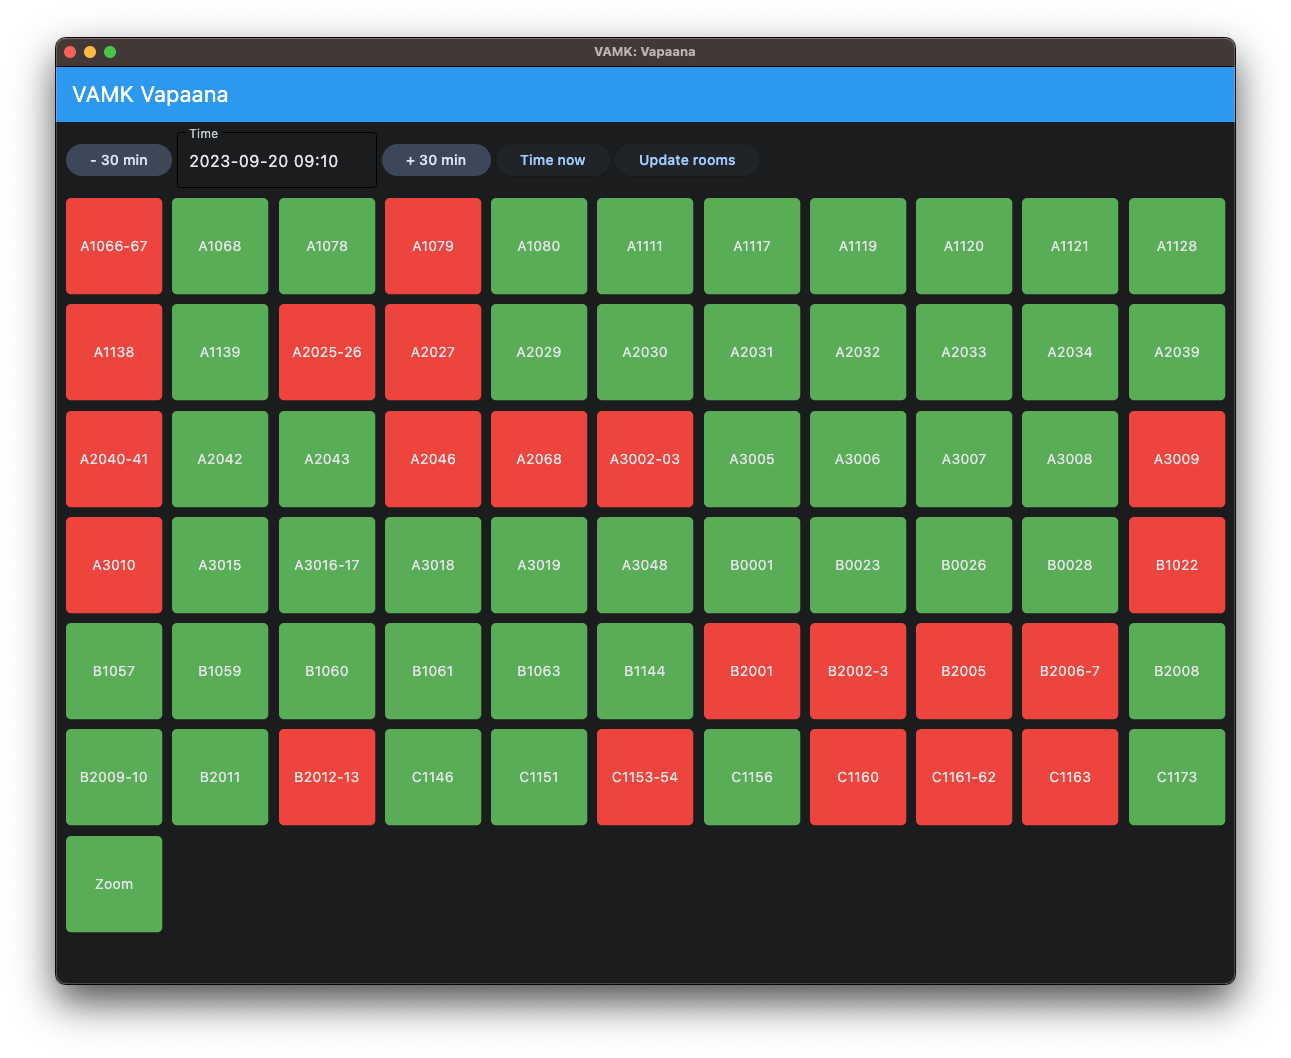 VAMK: Vapaana
VAMK Vapaana
Time
- 30 min 2023-09-20 09:10 + 30 min Time now Update rooms
A1066-67 A1068 A1078 A1079 A1080 A1111 A1117 A1119 A1120 A1121 A1128
A1138 A1139 A2025-26 A2027 A2029 A2030 A2031 A2032 A2033 A2034 A2039
A2040-41 A2042 A2043 A2046 A2068 A3002-03 A3005 A3006 A3007 A3008 A3009
A3010 A3015 A3016-17 A3018 A3019 A3048 B0001 B0023 B0026 B0028 B1022
B1057 B1059 B1060 B1061 B1063 B1144 B2001 B2002-3 B2005 B2006-7 B2008
B2009-10 B2011 B2012-13 C1146 C1151 C1153-54 C1156 C1160 C1161-62 C1163 C1173
Zoom